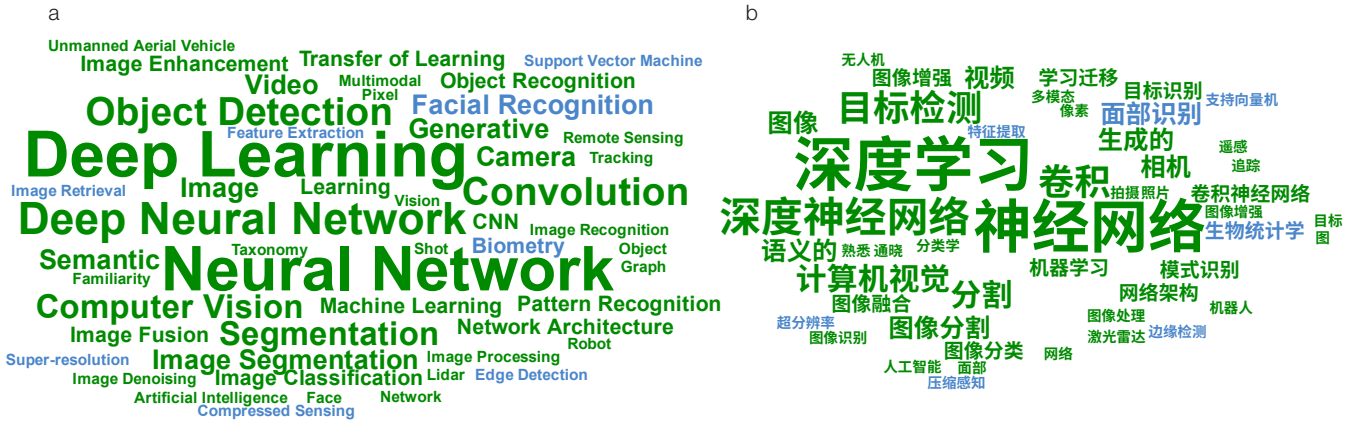 a
Unmanned Aerial Vehicle
Image Enhancement
Transfer of Learning
Support Vector Machine
Video
Multimodal
Object Recognition
Pixel
Object Detection
Facial Recognition
Feature Extraction
Generative
Remote Sensing
Deep Learning
Camera
Tracking
Image Retrieval
Image
Learning
Vision
Convolution
Deep Neural Network
CNN
Image Recognition
Taxonomy
Shot
Biometry
Object
Semantic
Neural Network
Graph
Familiarity
Computer Vision
Machine Learning
Pattern Recognition
Image Fusion
Segmentation
Network Architecture
Robot
Super-resolution
Image Segmentation
Image Processing
Image Denoising
Image Classification
Lidar
Edge Detection
Artificial Intelligence
Face
Network
Compressed Sensing
b
无人机
图像增强
视频
学习迁移
目标识别
支持向量机
多模态
像素
目标检测
面部识别
图像
特征提取
生成的
遥感
深度学习
相机
追踪
卷积
拍摄照片
卷积神经网络
深度神经网络
神经网络
图像增强
生物统计学
目标
图
语义的
熟悉 通晓
分类学
计算机视觉
机器学习
模式识别
分割
网络架构
图像融合
机器人
超分辨率
图像分割
图像处理
图像识别
激光雷达
边缘检测
图像分类
网络
人工智能
面部
压缩感知